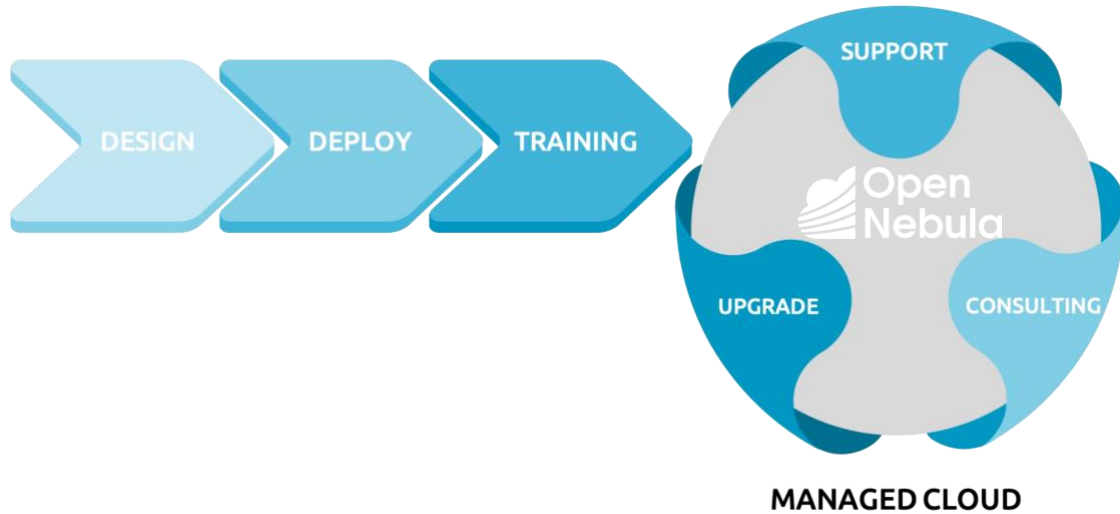 DESIGN
DEPLOY
TRAINING
SUPPORT
Open
Nebula
UPGRADE
CONSULTING
MANAGED CLOUD